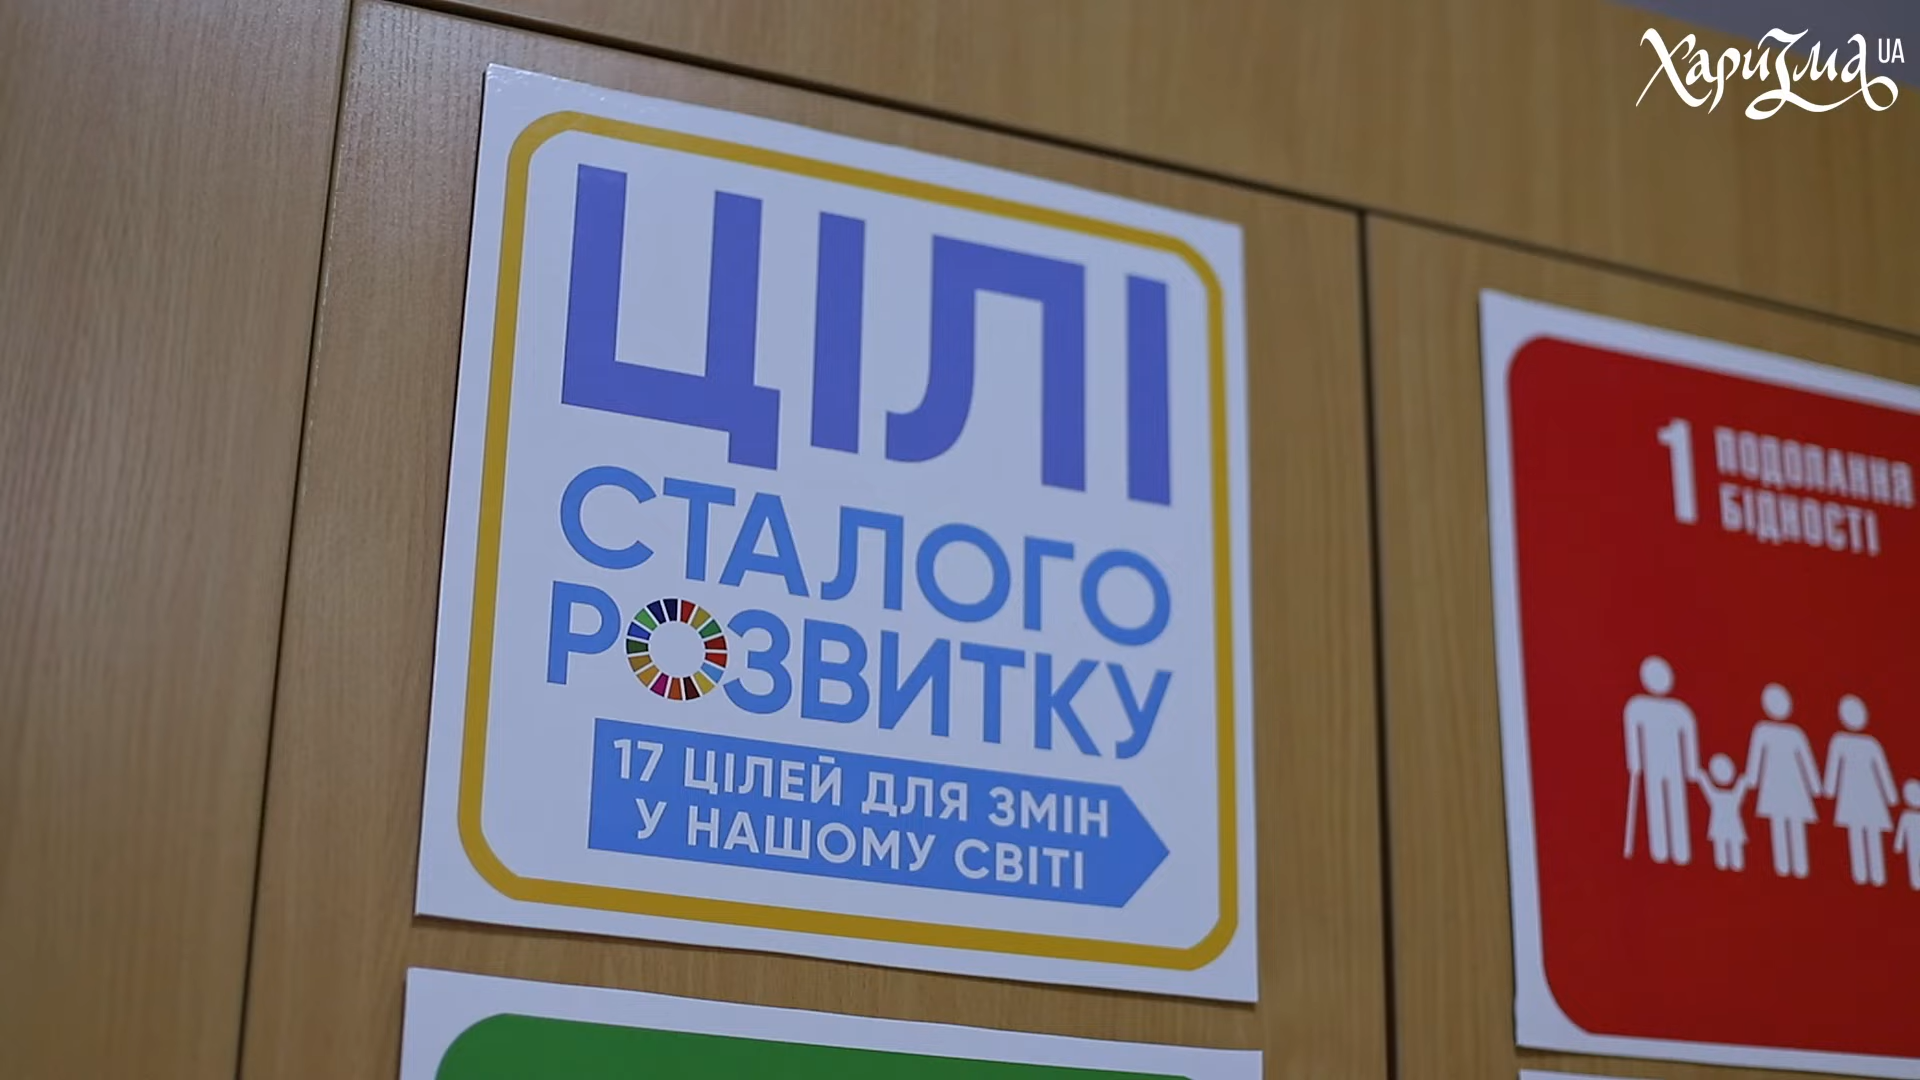 Харизма UA
ЦІЛІ
СТАЛОГО
РОЗВИТКУ
17 ЦІЛЕЙ ДЛЯ ЗМІН
У НАШОМУ СВІТІ
1 ПОДОЛАННЯ
БІДНОСТІ